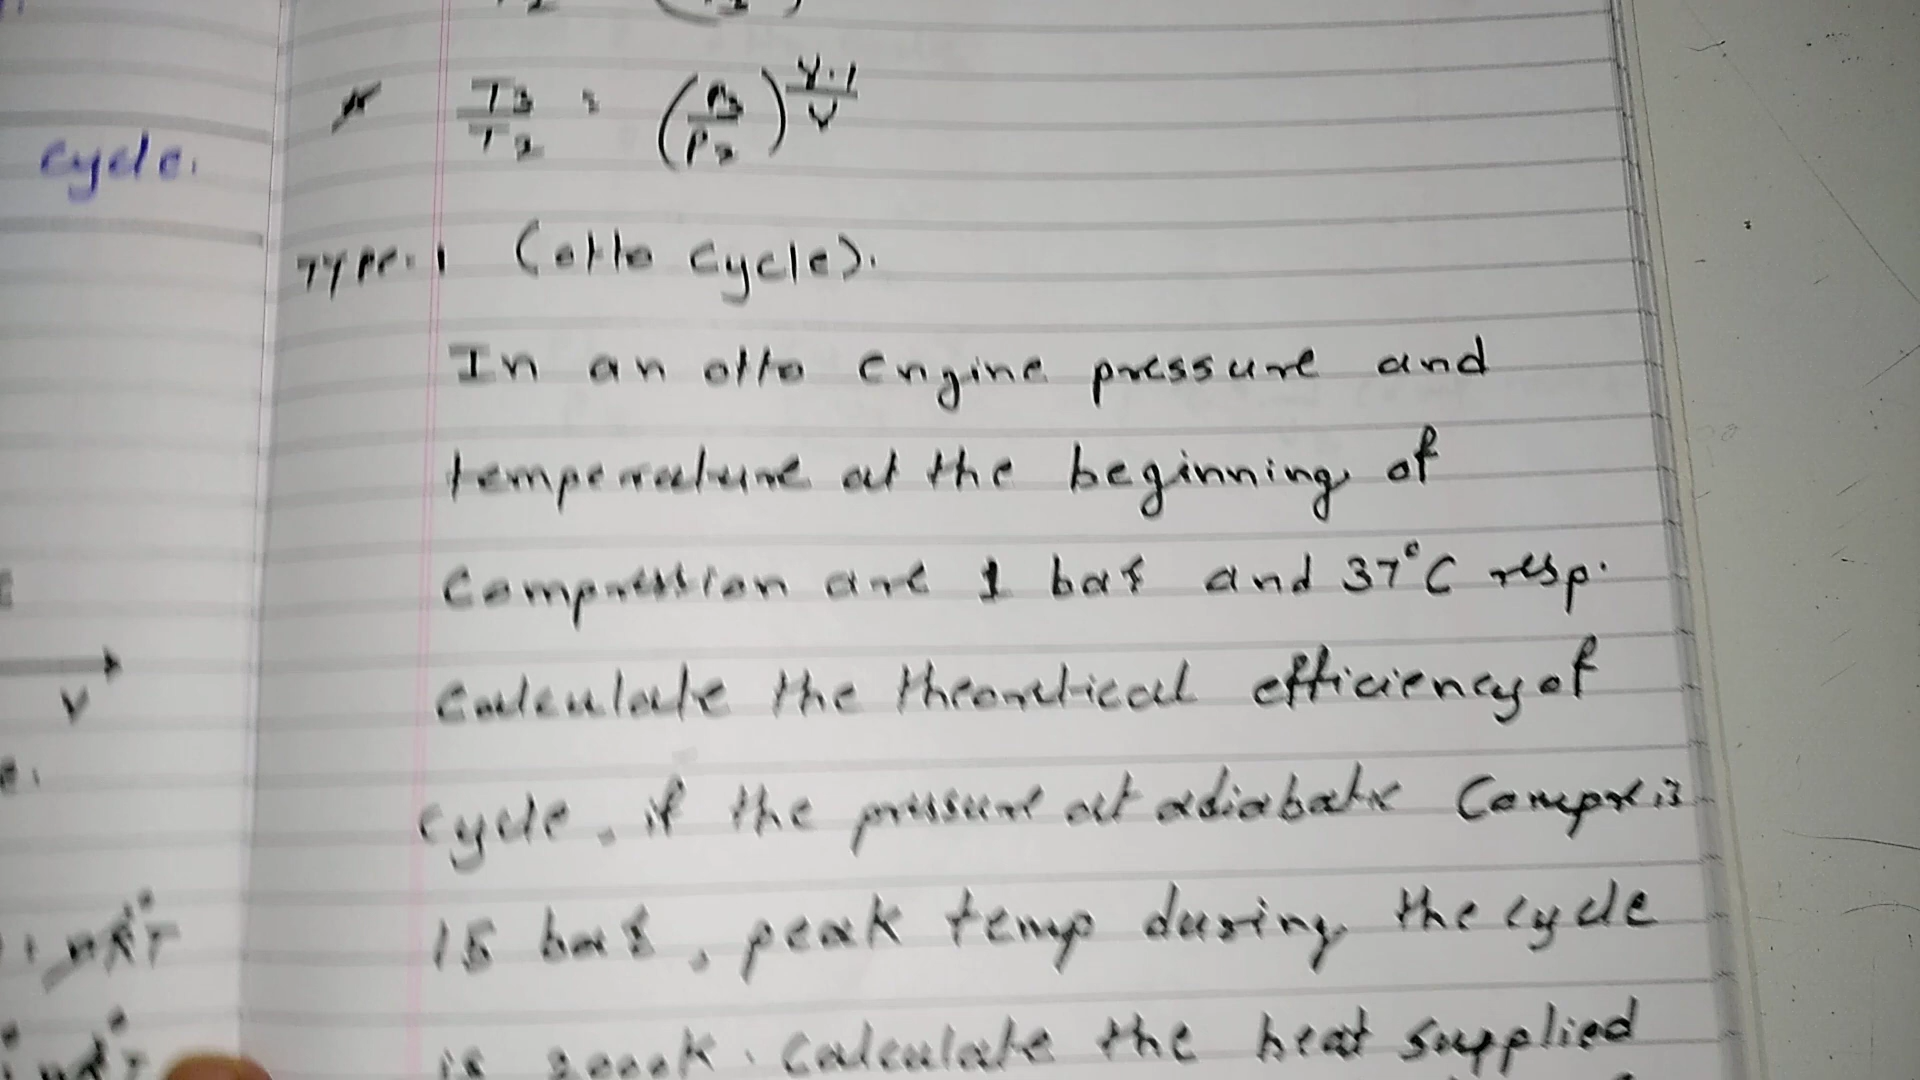 T3/T2 = (P3/P2)^(γ-1/γ)
cycle.
Type:1 (otto cycle).
In an otto engine pressure and
temperature at the beginning of
Compression are 1 bar and 37°C resp.
Calculate the theoretical efficiency of
V
cycle, if the pressure at adiabatic Compr is
15 bar, peak temp during the cycle
is 2000K. Calculate the heat supplied